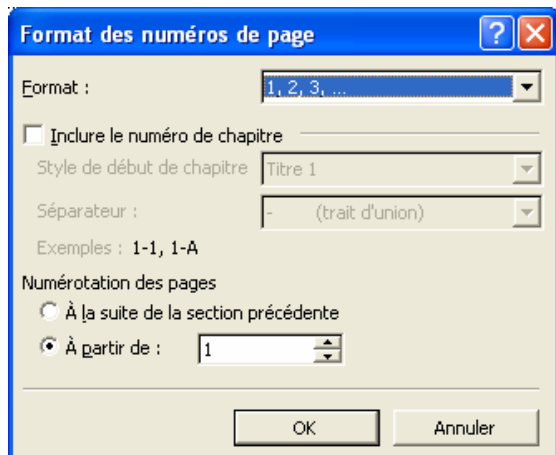 Format des numéros de page
Format : 1, 2, 3, ...
Inclure le numéro de chapitre
Style de début de chapitre Titre 1
Séparateur : - (trait d'union)
Exemples : 1-1, 1-A
Numérotation des pages
À la suite de la section précédente
À partir de : 1
OK Annuler